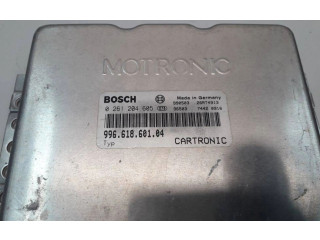 MOTRONIC
BOSCH
Made in Germany
0 261 204 605
996.618.601.04
Typ
CARTRONIC